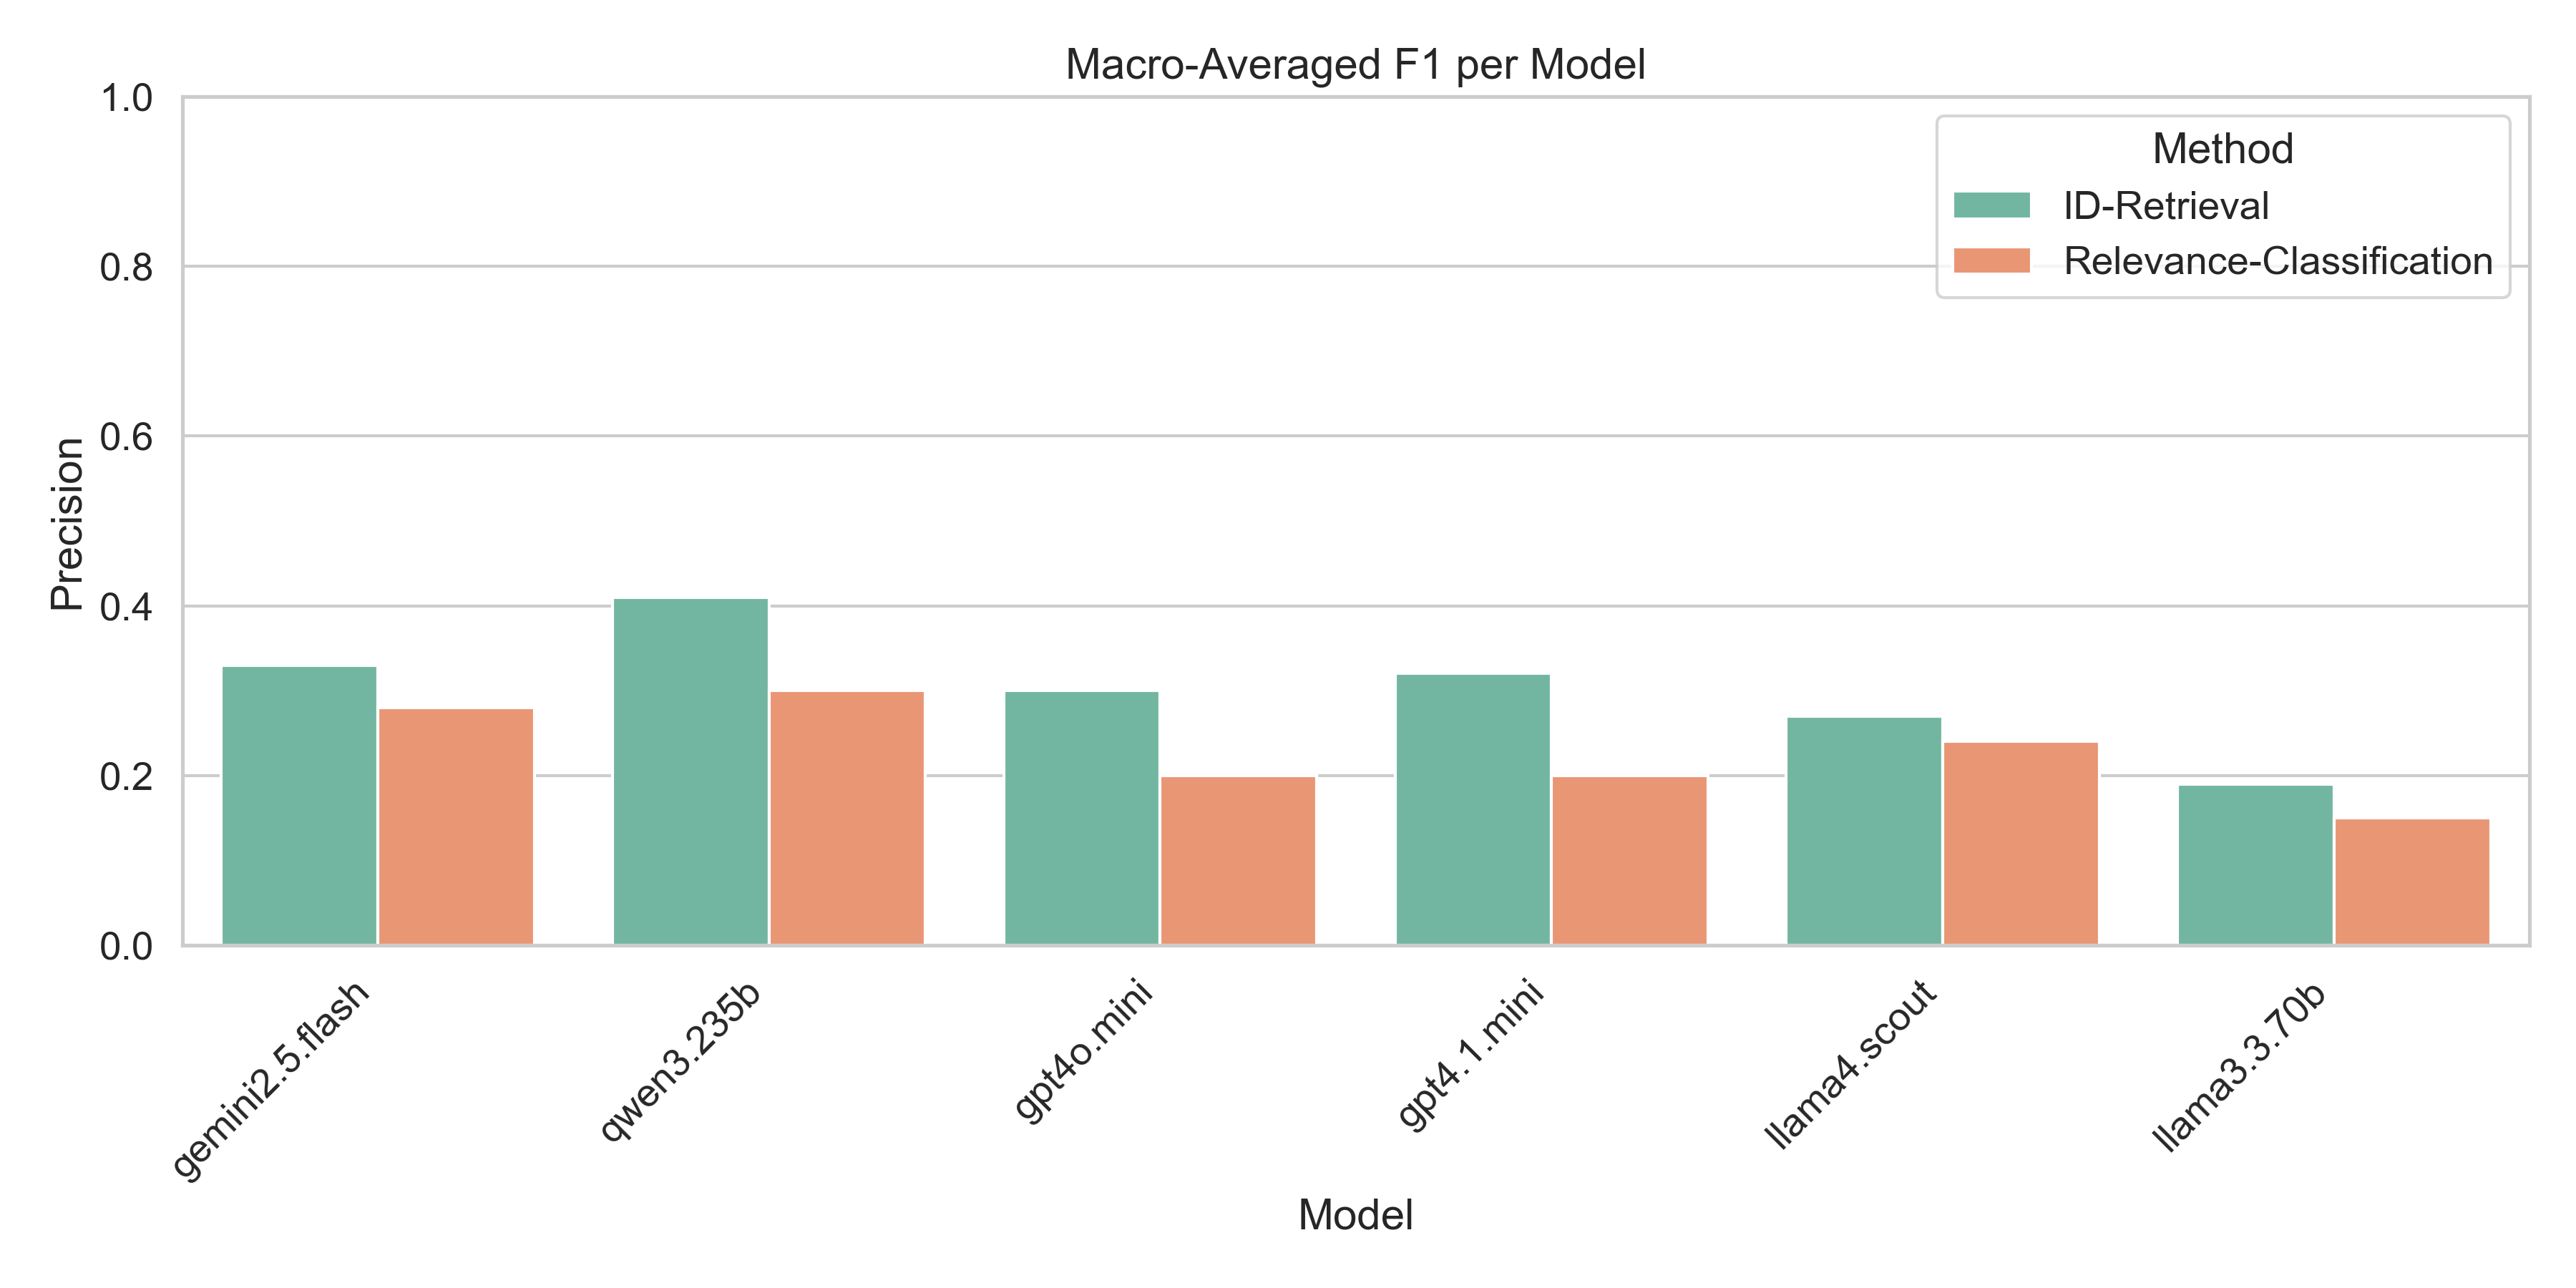 Macro-Averaged F1 per Model
1.0
0.8
0.6
0.4
0.2
0.0
Precision
Method
ID-Retrieval
Relevance-Classification
gemini2.5.flash
qwen3.235b
gpt4o.mini
gpt4.1.mini
llama4.scout
llama3.3.70b
Model